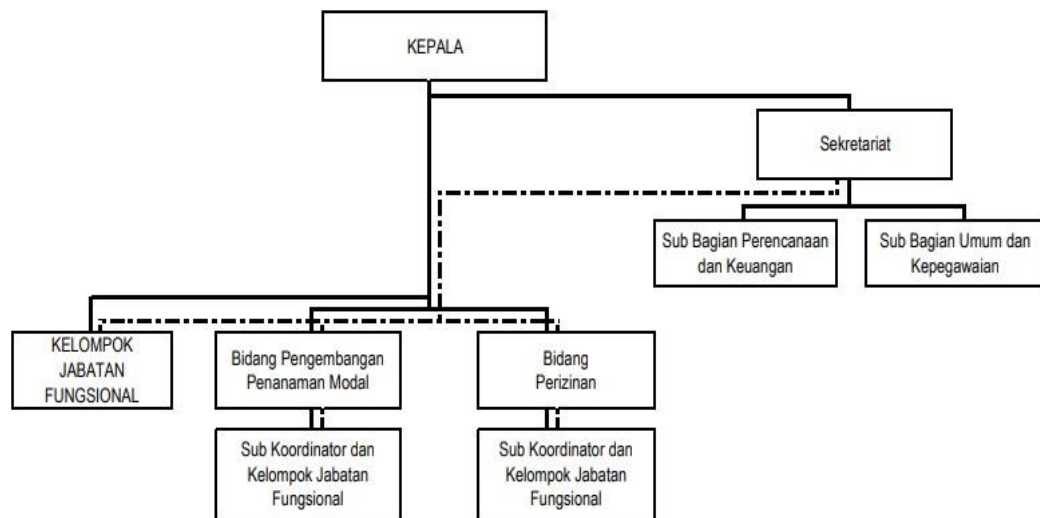 KEPALA
Sekretariat
Sub Bagian Perencanaan
dan Keuangan
Sub Bagian Umum dan
Kepegawaian
KELOMPOK
JABATAN
FUNGSIONAL
Bidang Pengembangan
Penanaman Modal
Bidang
Perizinan
Sub Koordinator dan
Kelompok Jabatan
Fungsional
Sub Koordinator dan
Kelompok Jabatan
Fungsional